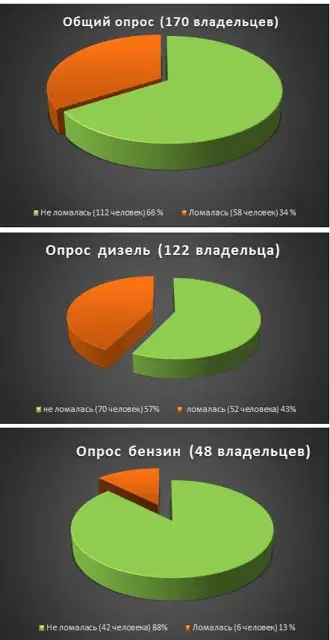 Общий опрос (170 владельцев)
Не ломалась (112 человек) 66 % Ломалась (58 человек) 34 %
Опрос дизель (122 владельца)
не ломалась (70 человек) 57% ломалась (52 человека) 43%
Опрос бензин (48 владельцев)
Не ломалась (42 человека) 88% Ломалась (6 человек) 13 %